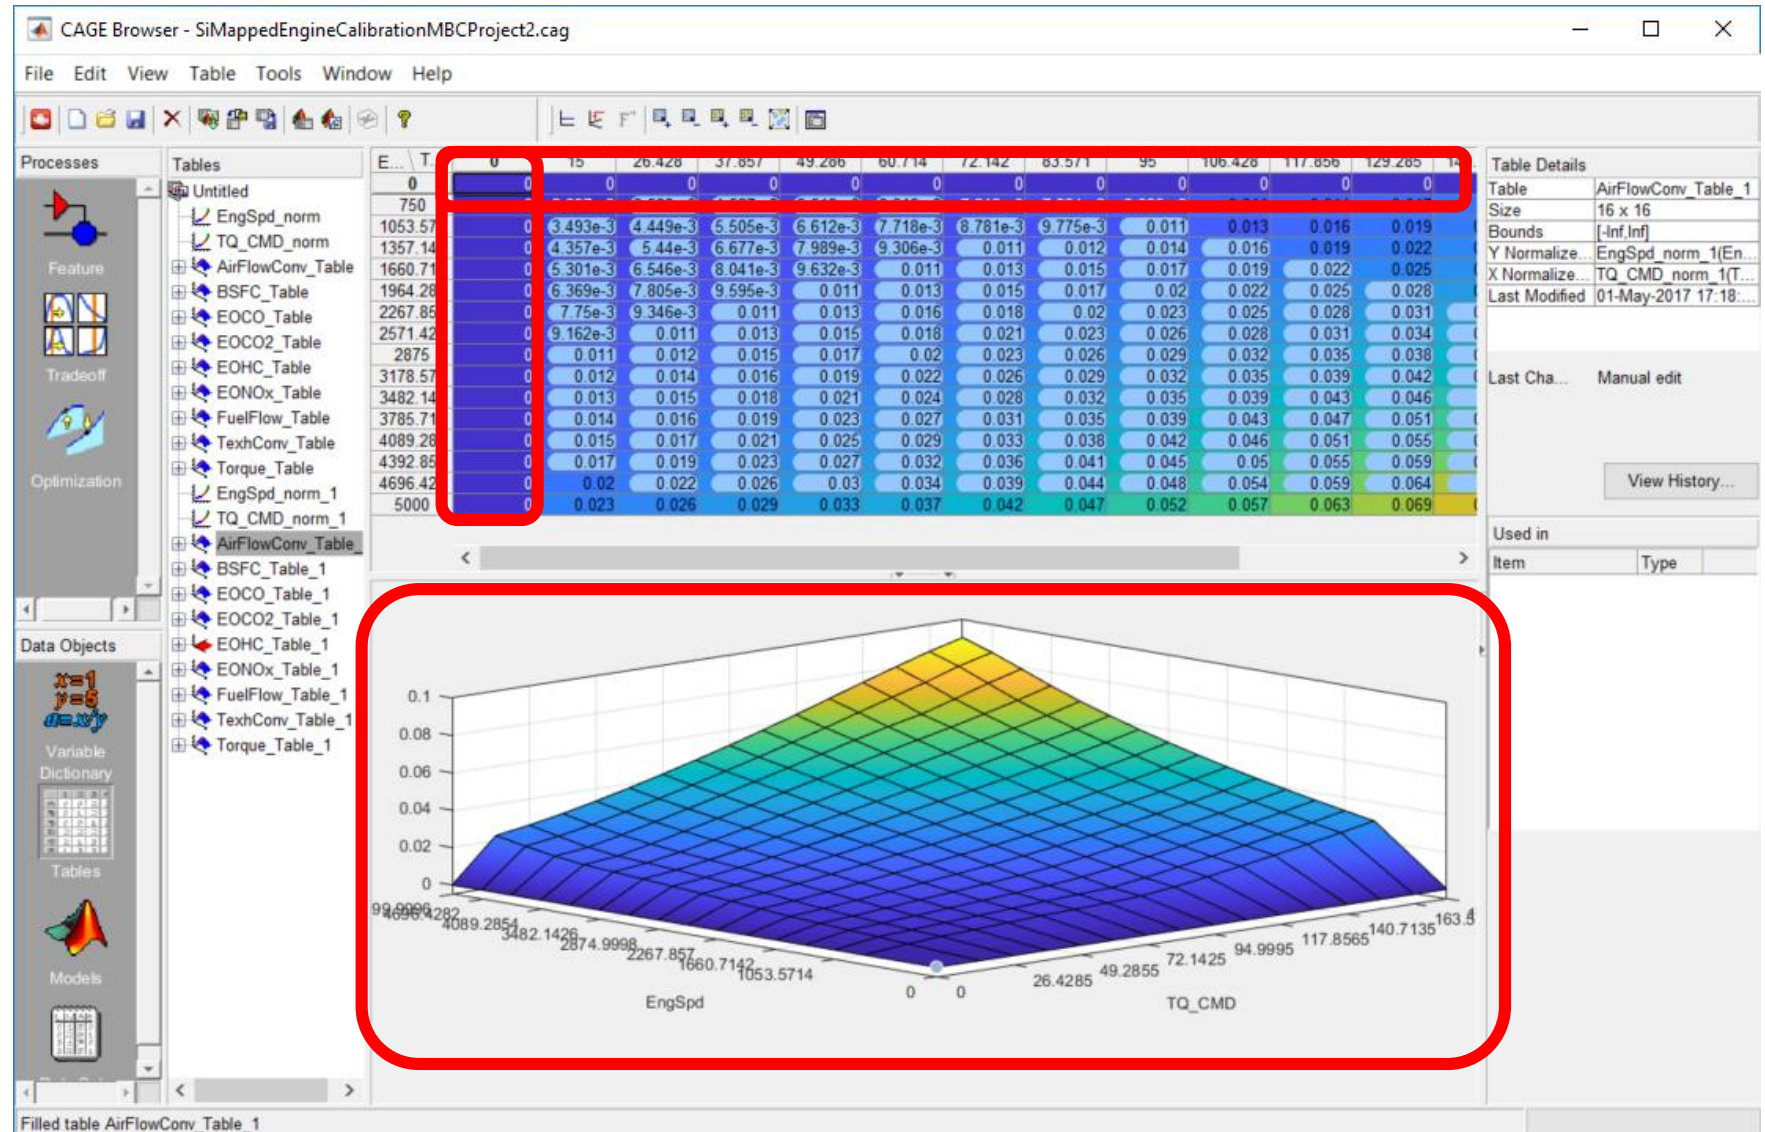 CAGE Browser - SiMappedEngineCalibrationMBCProject2.cag
File Edit View Table Tools Window Help
Processes
Feature
Tradeoff
Optimization
Data Objects
Variable
Dictionary
Tables
Models
Tables
Untitled
EngSpd_norm
TQ_CMD_norm
AirFlowConv_Table
BSFC_Table
EOCO_Table
EOCO2_Table
EOHC_Table
EONOx_Table
FuelFlow_Table
TexhConv_Table
Torque_Table
EngSpd_norm_1
TQ_CMD_norm_1
AirFlowConv_Table_
BSFC_Table_1
EOCO_Table_1
EOCO2_Table_1
EOHC_Table_1
EONOx_Table_1
FuelFlow_Table_1
TexhConv_Table_1
Torque_Table_1
E... \ T. 0 15 26.428 37.857 49.286 60.714 72.142 83.571 95 106.428 117.856 129.285
0 0 0 0 0 0 0 0 0 0 0 0 0
750
1053.57 0 3.493e-3 4.449e-3 5.505e-3 6.612e-3 7.718e-3 8.781e-3 9.775e-3 0.011 0.013 0.016 0.019
1357.14 0 4.357e-3 5.44e-3 6.677e-3 7.989e-3 9.306e-3 0.011 0.012 0.014 0.016 0.019 0.022
1660.71 0 5.301e-3 6.546e-3 8.041e-3 9.632e-3 0.011 0.013 0.015 0.017 0.019 0.022 0.025
1964.28 0 6.369e-3 7.805e-3 9.595e-3 0.011 0.013 0.015 0.017 0.02 0.022 0.025 0.028
2267.85 0 7.75e-3 9.346e-3 0.011 0.013 0.016 0.018 0.02 0.023 0.025 0.028 0.031
2571.42 0 9.162e-3 0.011 0.013 0.015 0.018 0.021 0.023 0.026 0.028 0.031 0.034
2875 0 0.011 0.012 0.015 0.017 0.02 0.023 0.026 0.029 0.032 0.035 0.038
3178.57 0 0.012 0.014 0.016 0.019 0.022 0.026 0.029 0.032 0.035 0.039 0.042
3482.14 0 0.013 0.015 0.018 0.021 0.024 0.028 0.032 0.035 0.039 0.043 0.046
3785.71 0 0.014 0.016 0.019 0.023 0.027 0.031 0.035 0.039 0.043 0.047 0.051
4089.28 0 0.015 0.017 0.021 0.025 0.029 0.033 0.038 0.042 0.046 0.051 0.055
4392.85 0 0.017 0.019 0.023 0.027 0.032 0.036 0.041 0.045 0.05 0.055 0.059
4696.42 0 0.02 0.022 0.026 0.03 0.034 0.039 0.044 0.048 0.054 0.059 0.064
5000 0 0.023 0.026 0.029 0.033 0.037 0.042 0.047 0.052 0.057 0.063 0.069
0.1
0.08
0.06
0.04
0.02
0
4696.4282
4089.2854
3482.1426
2874.9998
2267.857
1660.7142
1053.5714
0
EngSpd
0
26.4285
49.2855
72.1425
94.9995
117.8565
140.7135
163.5
TQ_CMD
Table Details
Table AirFlowConv_Table_1
Size 16 x 16
Bounds [-Inf,Inf]
Y Normalize... EngSpd_norm_1(En...
X Normalize... TQ_CMD_norm_1(T...
Last Modified 01-May-2017 17:18:...
Last Cha... Manual edit
View History...
Used in
Item Type
Filled table AirFlowConv_Table_1